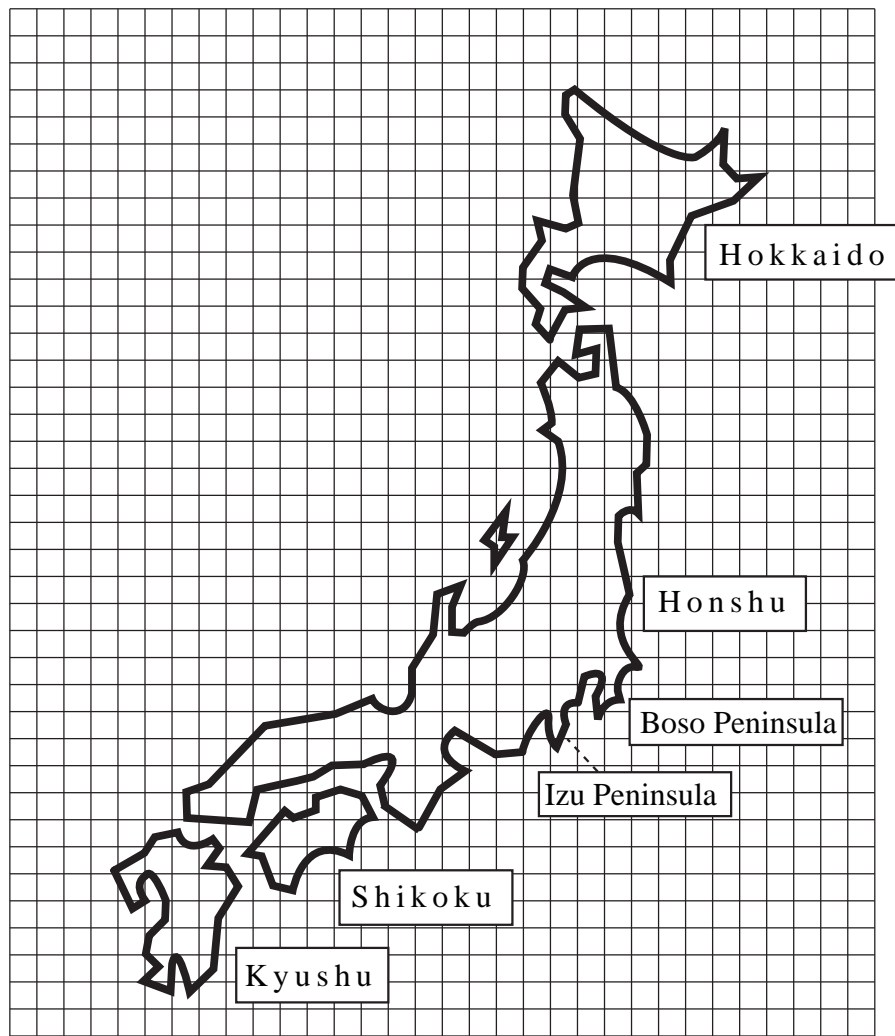 Hokkaido
Honshu
Boso Peninsula
Izu Peninsula
Shikoku
Kyushu